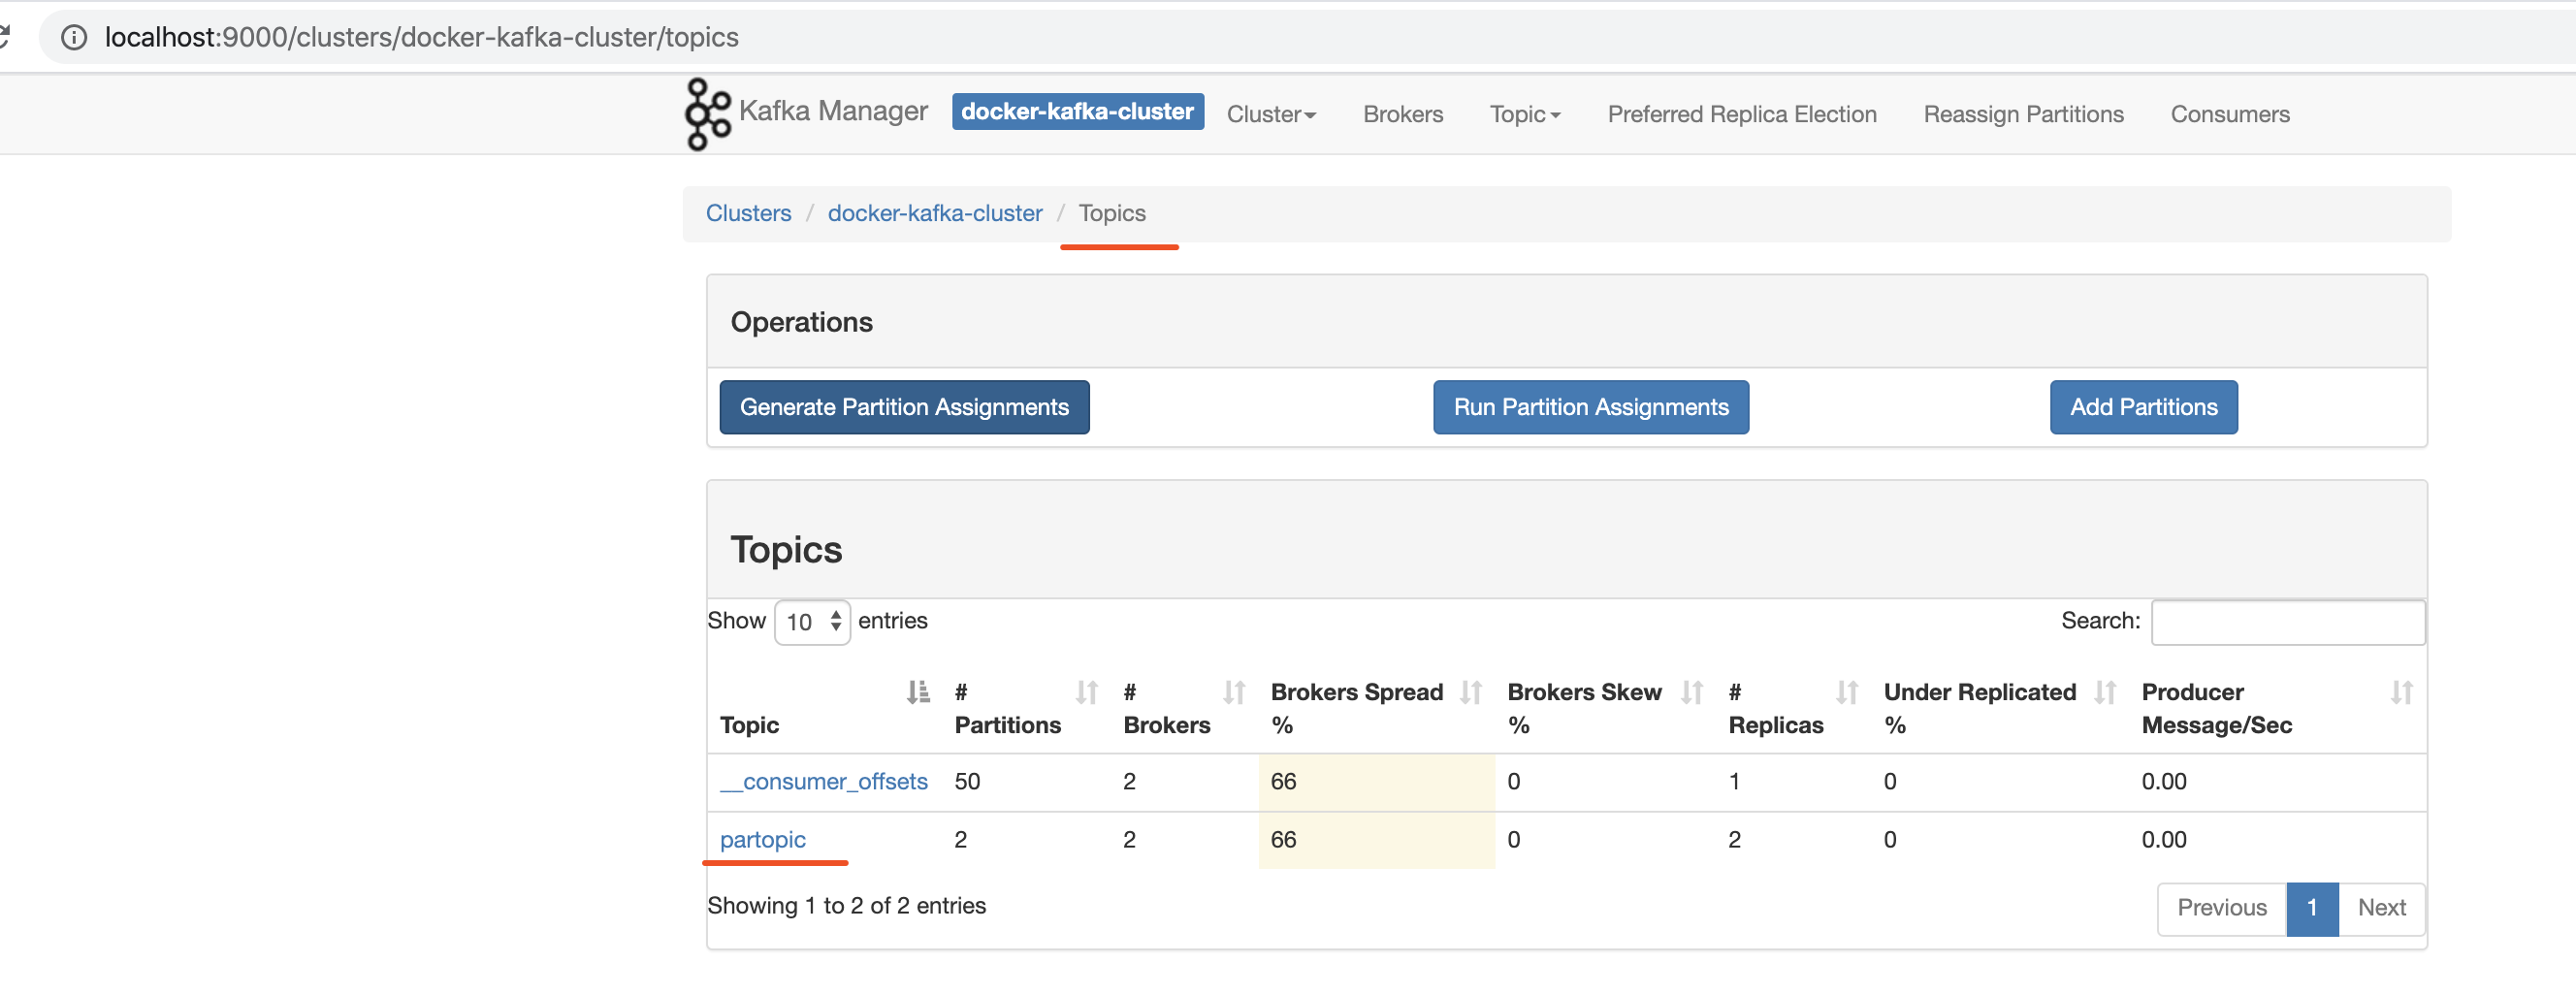 localhost:9000/clusters/docker-kafka-cluster/topics
Kafka Manager docker-kafka-cluster Cluster Brokers Topic Preferred Replica Election Reassign Partitions Consumers
Clusters / docker-kafka-cluster / Topics
Operations
Generate Partition Assignments Run Partition Assignments Add Partitions
Topics
Show 10 entries Search:
Topic # Partitions # Brokers Brokers Spread % Brokers Skew % # Replicas Under Replicated % Producer Message/Sec
__consumer_offsets 50 2 66 0 1 0 0.00
partopic 2 2 66 0 2 0 0.00
Showing 1 to 2 of 2 entries Previous 1 Next